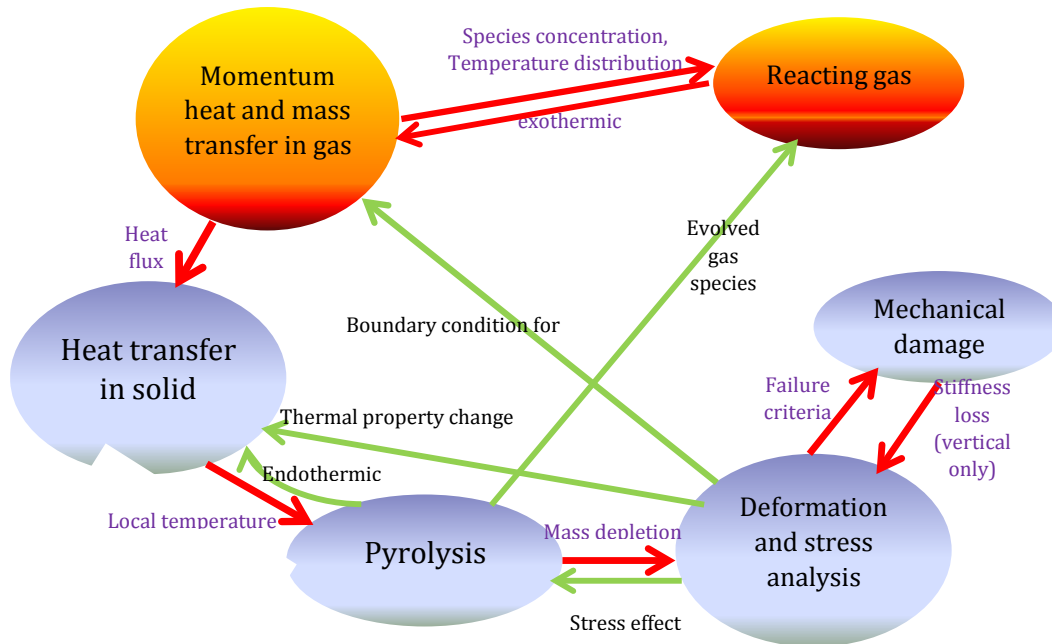 Species concentration,
Temperature distribution
Momentum
heat and mass
transfer in gas
Reacting gas
exothermic
Heat
flux
Evolved
gas
species
Boundary condition for
Mechanical
damage
Heat transfer
in solid
Failure
criteria
Stiffness
loss
(vertical
only)
Thermal property change
Endothermic
Local temperature
Pyrolysis
Mass depletion
Deformation
and stress
analysis
Stress effect